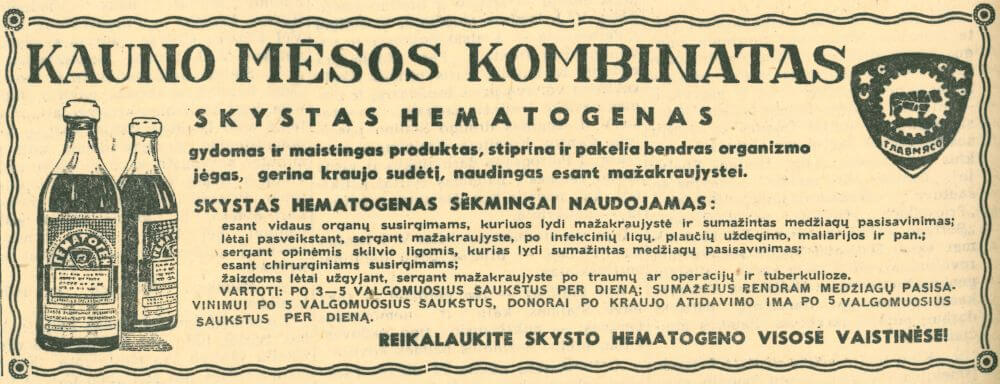 KAUNO MĖSOS KOMBINATAS
СССР
ГЛАВМЯСО
SKYSTAS HEMATOGENAS
gydomas ir maistingas produktas, stiprina ir pakelia bendras organizmo
jėgas, gerina kraujo sudėtį, naudingas esant mažakraujystei.
SKYSTAS HEMATOGENAS SĖKMINGAI NAUDOJAMAS:
esant vidaus organų susirgimams, kuriuos lydi mažakraujystė ir sumažintas medžiagų pasisavinimas;
lėtai pasveikstant, sergant mažakraujyste, po infekcinių ligų. plaučių uždegimo, maliarijos ir pan.;
sergant opinėmis skilvio ligomis, kurias lydi sumažintas medžiagų pasisavinimas;
esant chirurginiams susirgimams;
žaizdoms lėtai užgyjant, sergant mažakraujyste po traumų ar operacijų ir tuberkulioze.
VARTOTI: PO 3—5 VALGOMUOSIUS ŠAUKŠTUS PER DIENĄ; SUMAŽĖJUS BENDRAM MEDŽIAGŲ PASISA-
VINIMUI PO 5 VALGOMUOSIUS ŠAUKŠTUS, DONORAI PO KRAUJO ATIDAVIMO IMA PO 5 VALGOMUOSIUS
ŠAUKŠTUS PER DIENĄ.
REIKALAUKITE SKYSTO HEMATOGENO VISOSE VAISTINĖSE!